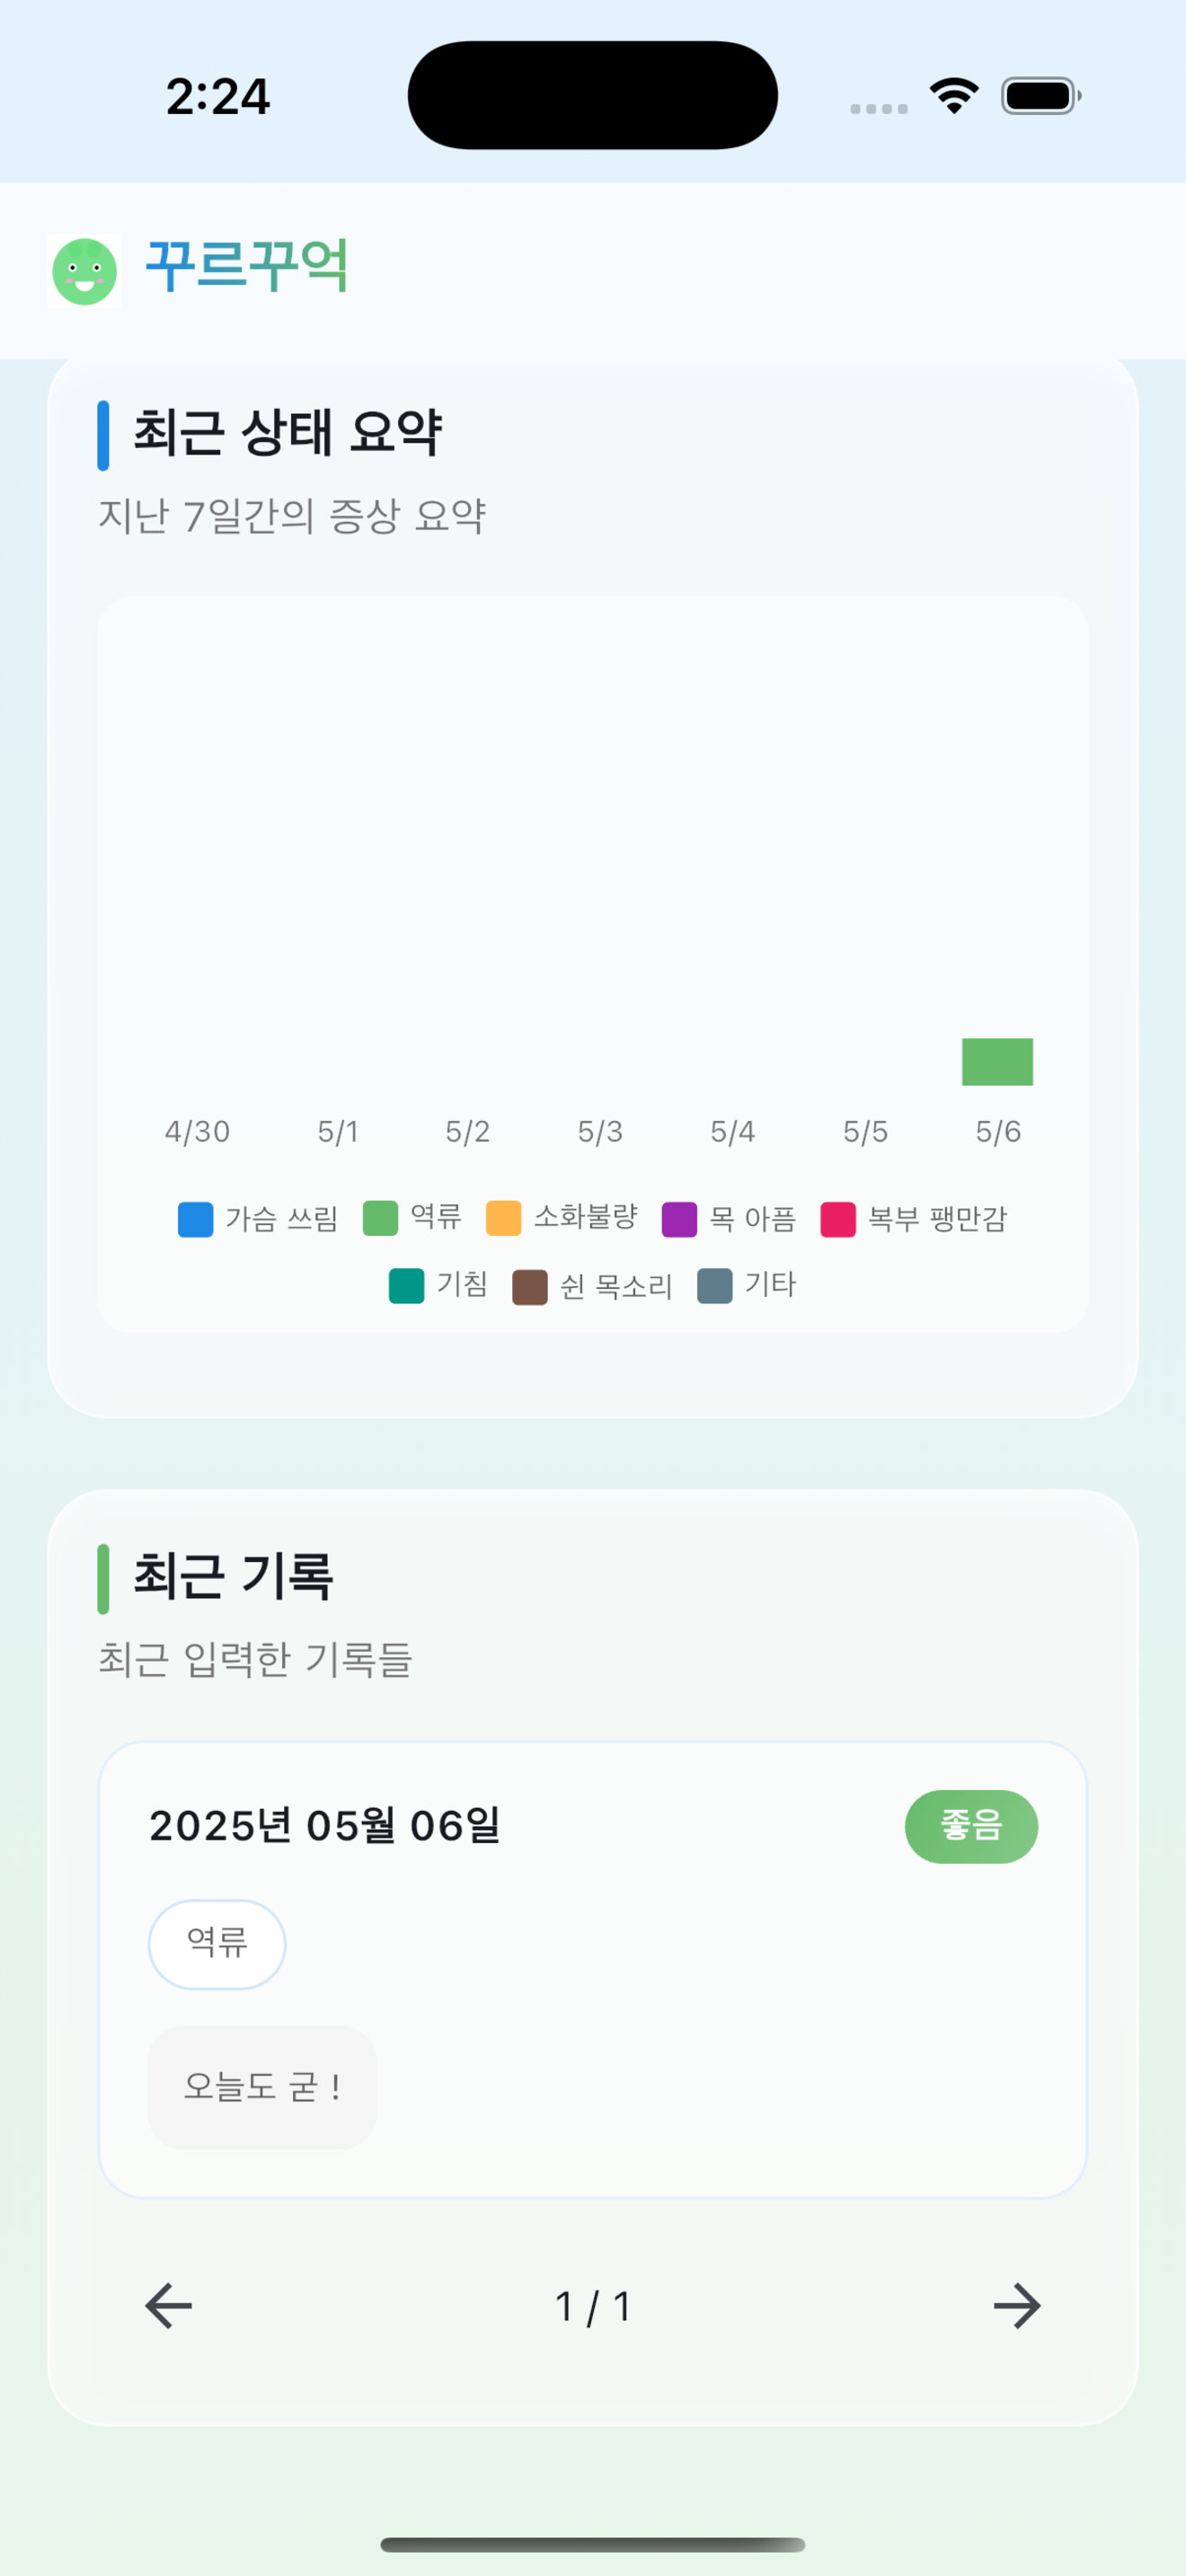 2:24
꾸르꾸억
최근 상태 요약
지난 7일간의 증상 요약
4/30 5/1 5/2 5/3 5/4 5/5 5/6
가슴 쓰림 역류 소화불량 목 아픔 복부 팽만감
기침 쉰 목소리 기타
최근 기록
최근 입력한 기록들
2025년 05월 06일 좋음
역류
오늘도 굳 !
1 / 1